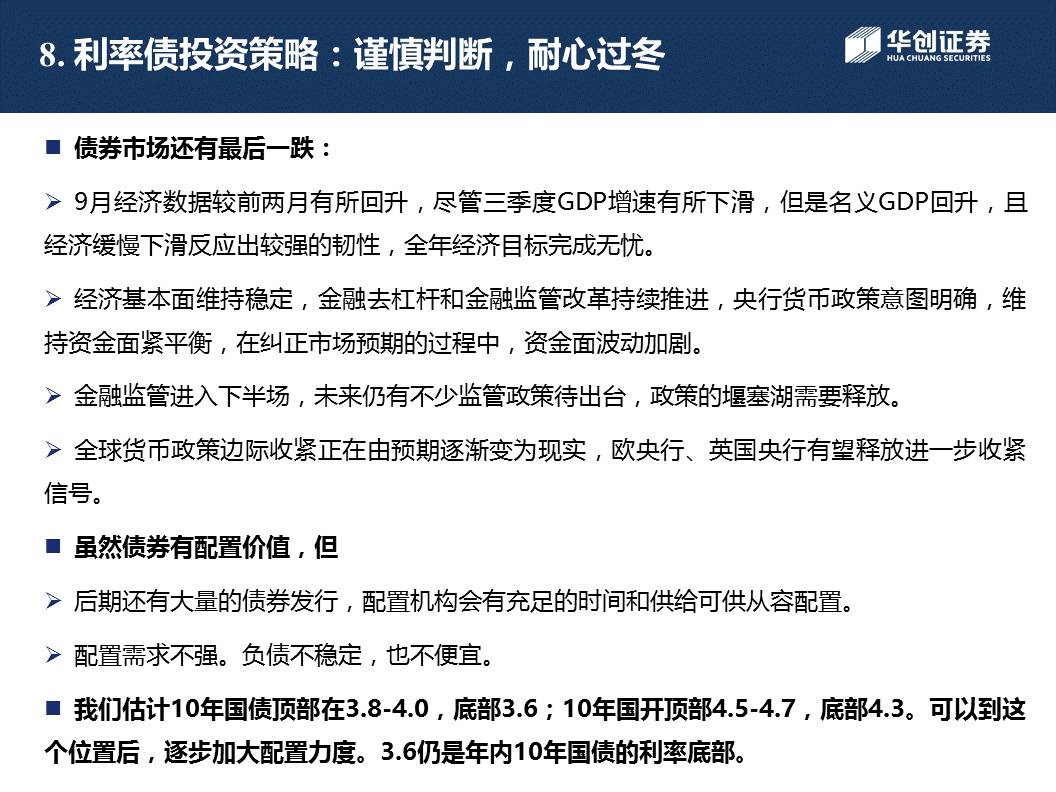 8. 利率债投资策略：谨慎判断，耐心过冬
华创证券
HUA CHUANG SECURITIES
■ 债券市场还有最后一跌：
➢ 9月经济数据较前两月有所回升，尽管三季度GDP增速有所下滑，但是名义GDP回升，且
经济缓慢下滑反应出较强的韧性，全年经济目标完成无忧。
➢ 经济基本面维持稳定，金融去杠杆和金融监管改革持续推进，央行货币政策意图明确，维
持资金面紧平衡，在纠正市场预期的过程中，资金面波动加剧。
➢ 金融监管进入下半场，未来仍有不少监管政策待出台，政策的堰塞湖需要释放。
➢ 全球货币政策边际收紧正在由预期逐渐变为现实，欧央行、英国央行有望释放进一步收紧
信号。
■ 虽然债券有配置价值，但
➢ 后期还有大量的债券发行，配置机构会有充足的时间和供给可供从容配置。
➢ 配置需求不强。负债不稳定，也不便宜。
■ 我们估计10年国债顶部在3.8-4.0，底部3.6；10年国开顶部4.5-4.7，底部4.3。可以到这
个位置后，逐步加大配置力度。3.6仍是年内10年国债的利率底部。